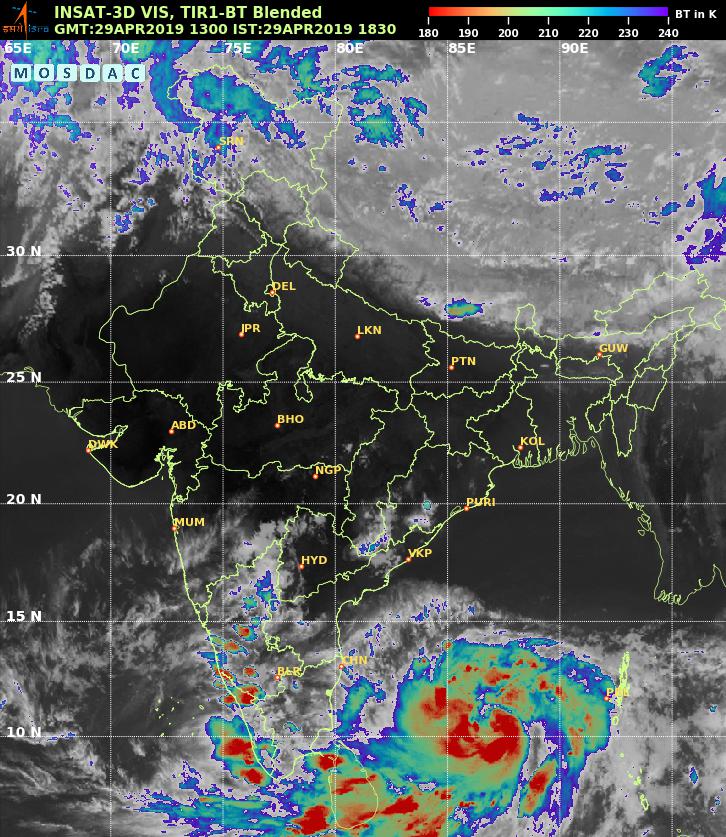 INSAT-3D VIS, TIR1-BT Blended
GMT:29APR2019 1300 IST:29APR2019 1830
BT in K
180 190 200 210 220 230 240
65E 70E 75E 80E 85E 90E
MOSDAC
SRN
30 N
DEL
JPR
LKN
GUW
PTN
25 N
ABD
BHO
DWK
KOL
NGP
20 N
PURI
MUM
VKP
HYD
15 N
CHN
BLR
10 N